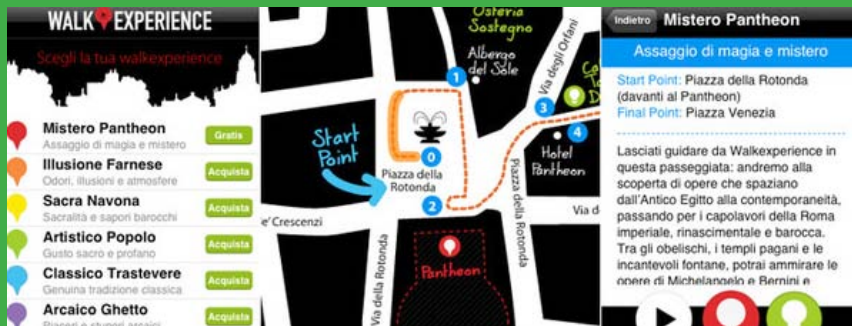 WALK EXPERIENCE
Scegli la tua walkexperience
Mistero Pantheon
Assaggio di magia e mistero
Gratis
Illusione Farnese
Odori, illusioni e atmosfere
Acquista
Sacra Navona
Sacralità e sapori barocchi
Acquista
Artistico Popolo
Gusto sacro e profano
Acquista
Classico Trastevere
Genuina tradizione classica
Acquista
Arcaico Ghetto
Piaceri e stupori arcaici
Acquista
Osteria
Sostegno
Albergo
del Sole
Via degli Orfani
1
3
4
Hotel
Pantheon
Start
Point
0
Piazza della
Rotonda
2
de' Crescenzi
Via della Rotonda
Piazza della Rotonda
Via d
Pantheon
Indietro
Mistero Pantheon
Assaggio di magia e mistero
Start Point: Piazza della Rotonda
(davanti al Pantheon)
Final Point: Piazza Venezia
Lasciati guidare da Walkexperience in
questa passeggiata: andremo alla
scoperta di opere che spaziano
dall'Antico Egitto alla contemporaneità,
passando per i capolavori della Roma
imperiale, rinascimentale e barocca.
Tra gli obelischi, i templi pagani e le
incantevoli fontane, potrai ammirare le
opere di Michelangelo e Bernini e